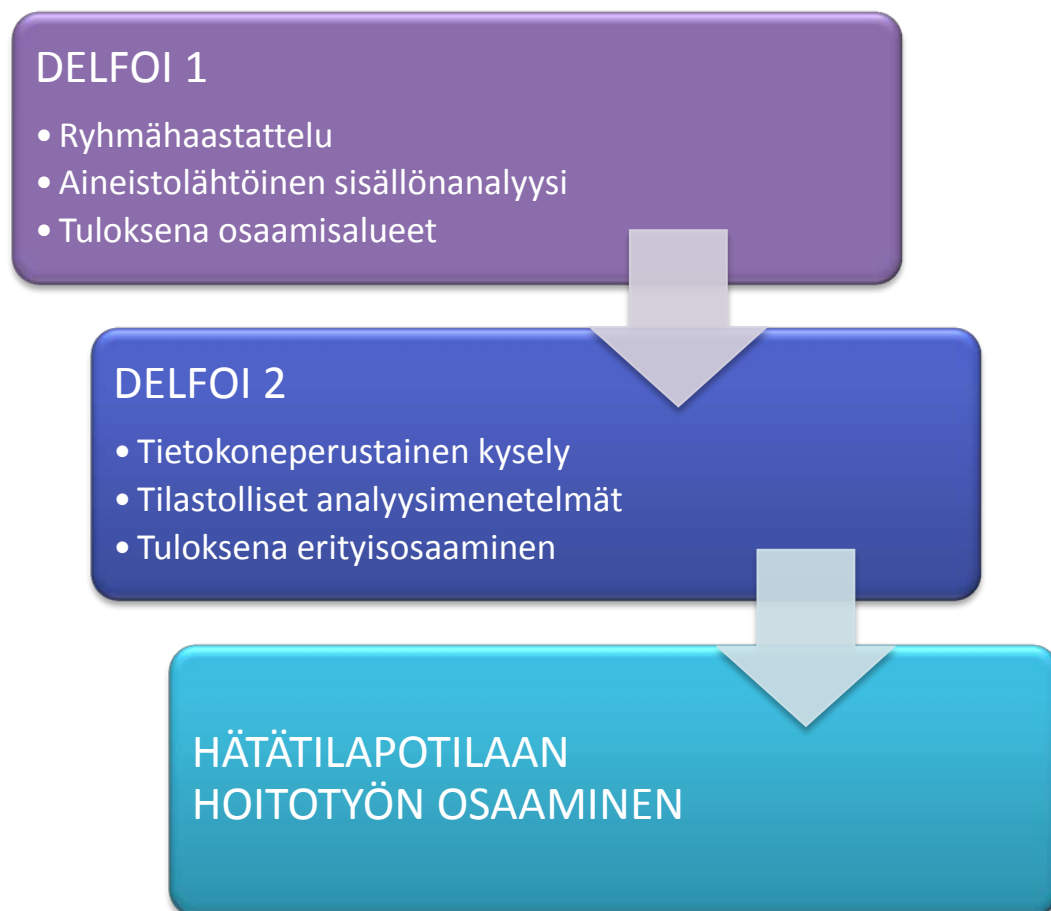 DELFOI 1
• Ryhmähaastattelu
• Aineistolähtöinen sisällönanalyysi
• Tuloksena osaamisalueet
DELFOI 2
• Tietokoneperustainen kysely
• Tilastolliset analyysimenetelmät
• Tuloksena erityisosaaminen
HÄTÄTILAPOTILAAN
HOITOTYÖN OSAAMINEN